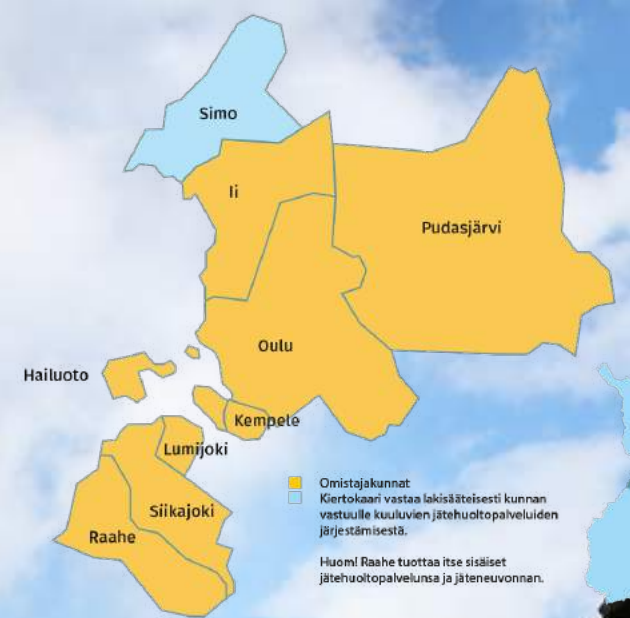 Simo
Ii
Pudasjärvi
Oulu
Hailuoto
Kempele
Lumijoki
Siikajoki
Raahe
Omistajakunnat
Kiertokaari vastaa lakisääteisesti kunnan
vastuulle kuuluvien jätehuoltopalveluiden
järjestämisestä.
Huom! Raahe tuottaa itse sisäiset
jätehuoltopalvelunsa ja jäteneuvonnan.